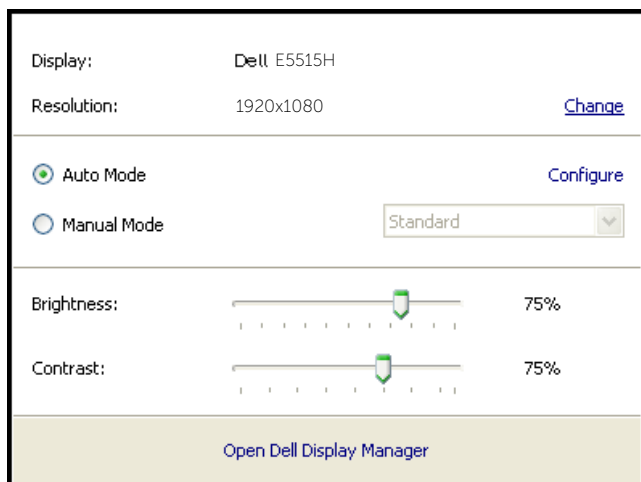 Display: Dell E5515H
Resolution: 1920x1080 Change
Auto Mode Configure
Manual Mode Standard
Brightness: 75%
Contrast: 75%
Open Dell Display Manager